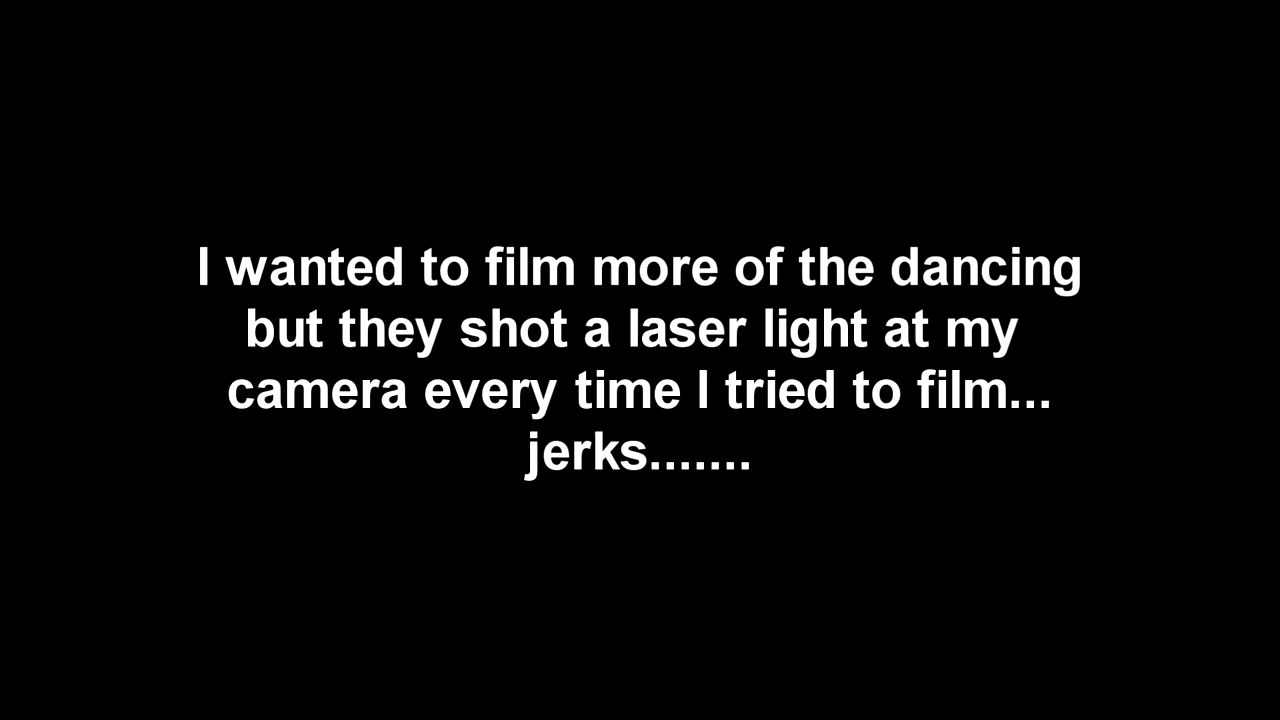 I wanted to film more of the dancing
but they shot a laser light at my
camera every time I tried to film...
jerks.......